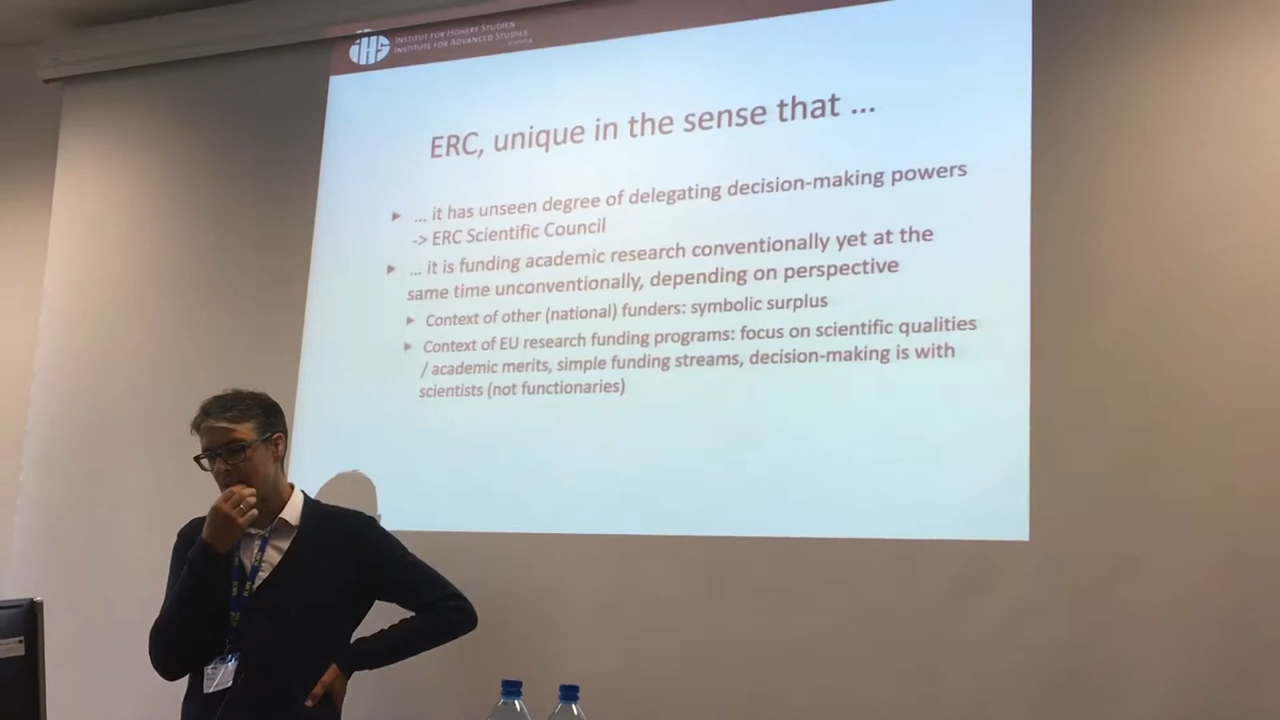 iHS
INSTITUT FÜR HÖHERE STUDIEN
INSTITUTE FOR ADVANCED STUDIES
Vienna
ERC, unique in the sense that ...
... it has unseen degree of delegating decision-making powers
-> ERC Scientific Council
... it is funding academic research conventionally yet at the
same time unconventionally, depending on perspective
Context of other (national) funders: symbolic surplus
Context of EU research funding programs: focus on scientific qualities
/ academic merits, simple funding streams, decision-making is with
scientists (not functionaries)